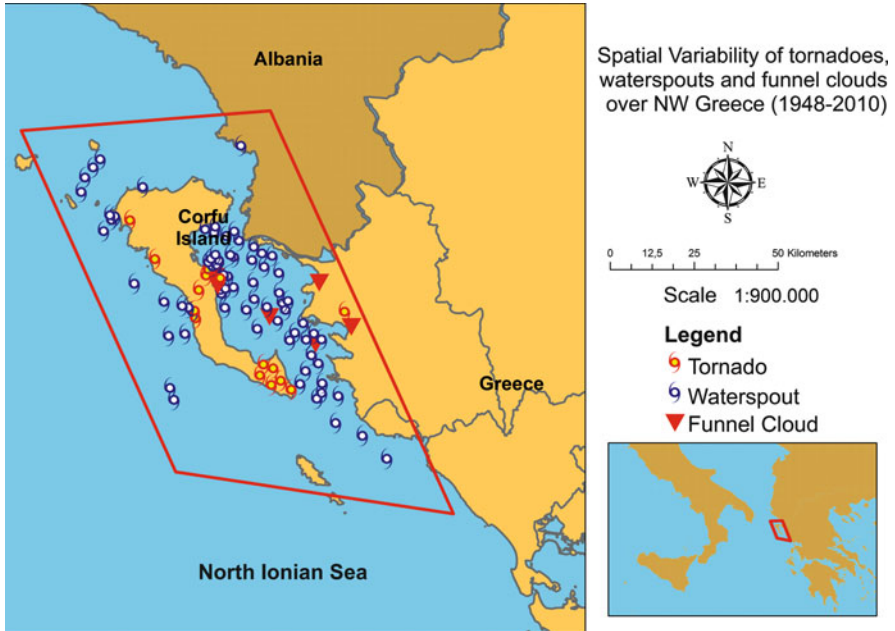 Albania
Corfu
Island
Greece
North Ionian Sea
Spatial Variability of tornadoes,
waterspouts and funnel clouds
over NW Greece (1948-2010)
N
W E
S
0 12,5 25 50 Kilometers
Scale 1:900.000
Legend
Tornado
Waterspout
Funnel Cloud